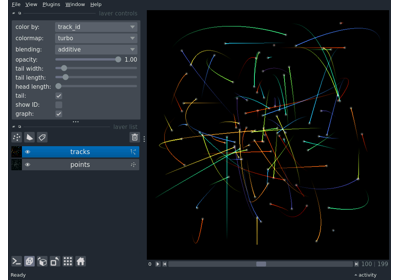 File View Plugins Window Help
layer controls
color by: track_id
colormap: turbo
blending: additive
opacity: 1.00
tail width:
tail length:
head length:
tail:
show ID:
graph:
layer list
tracks
points
100 | 199
Ready
activity